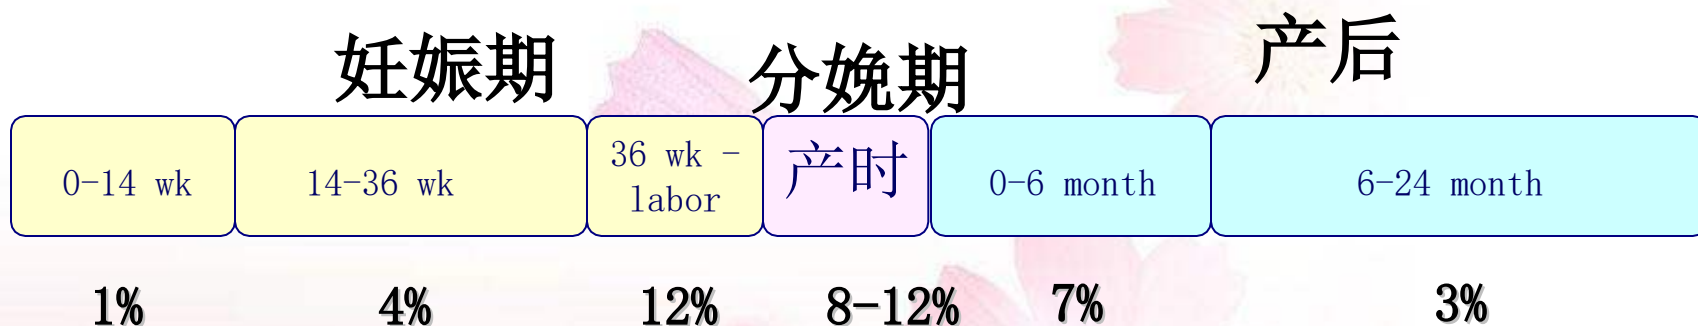 妊娠期
分娩期
产后
0-14 wk
14-36 wk
36 wk -
labor
产时
0-6 month
6-24 month
1%
4%
12%
8-12%
7%
3%